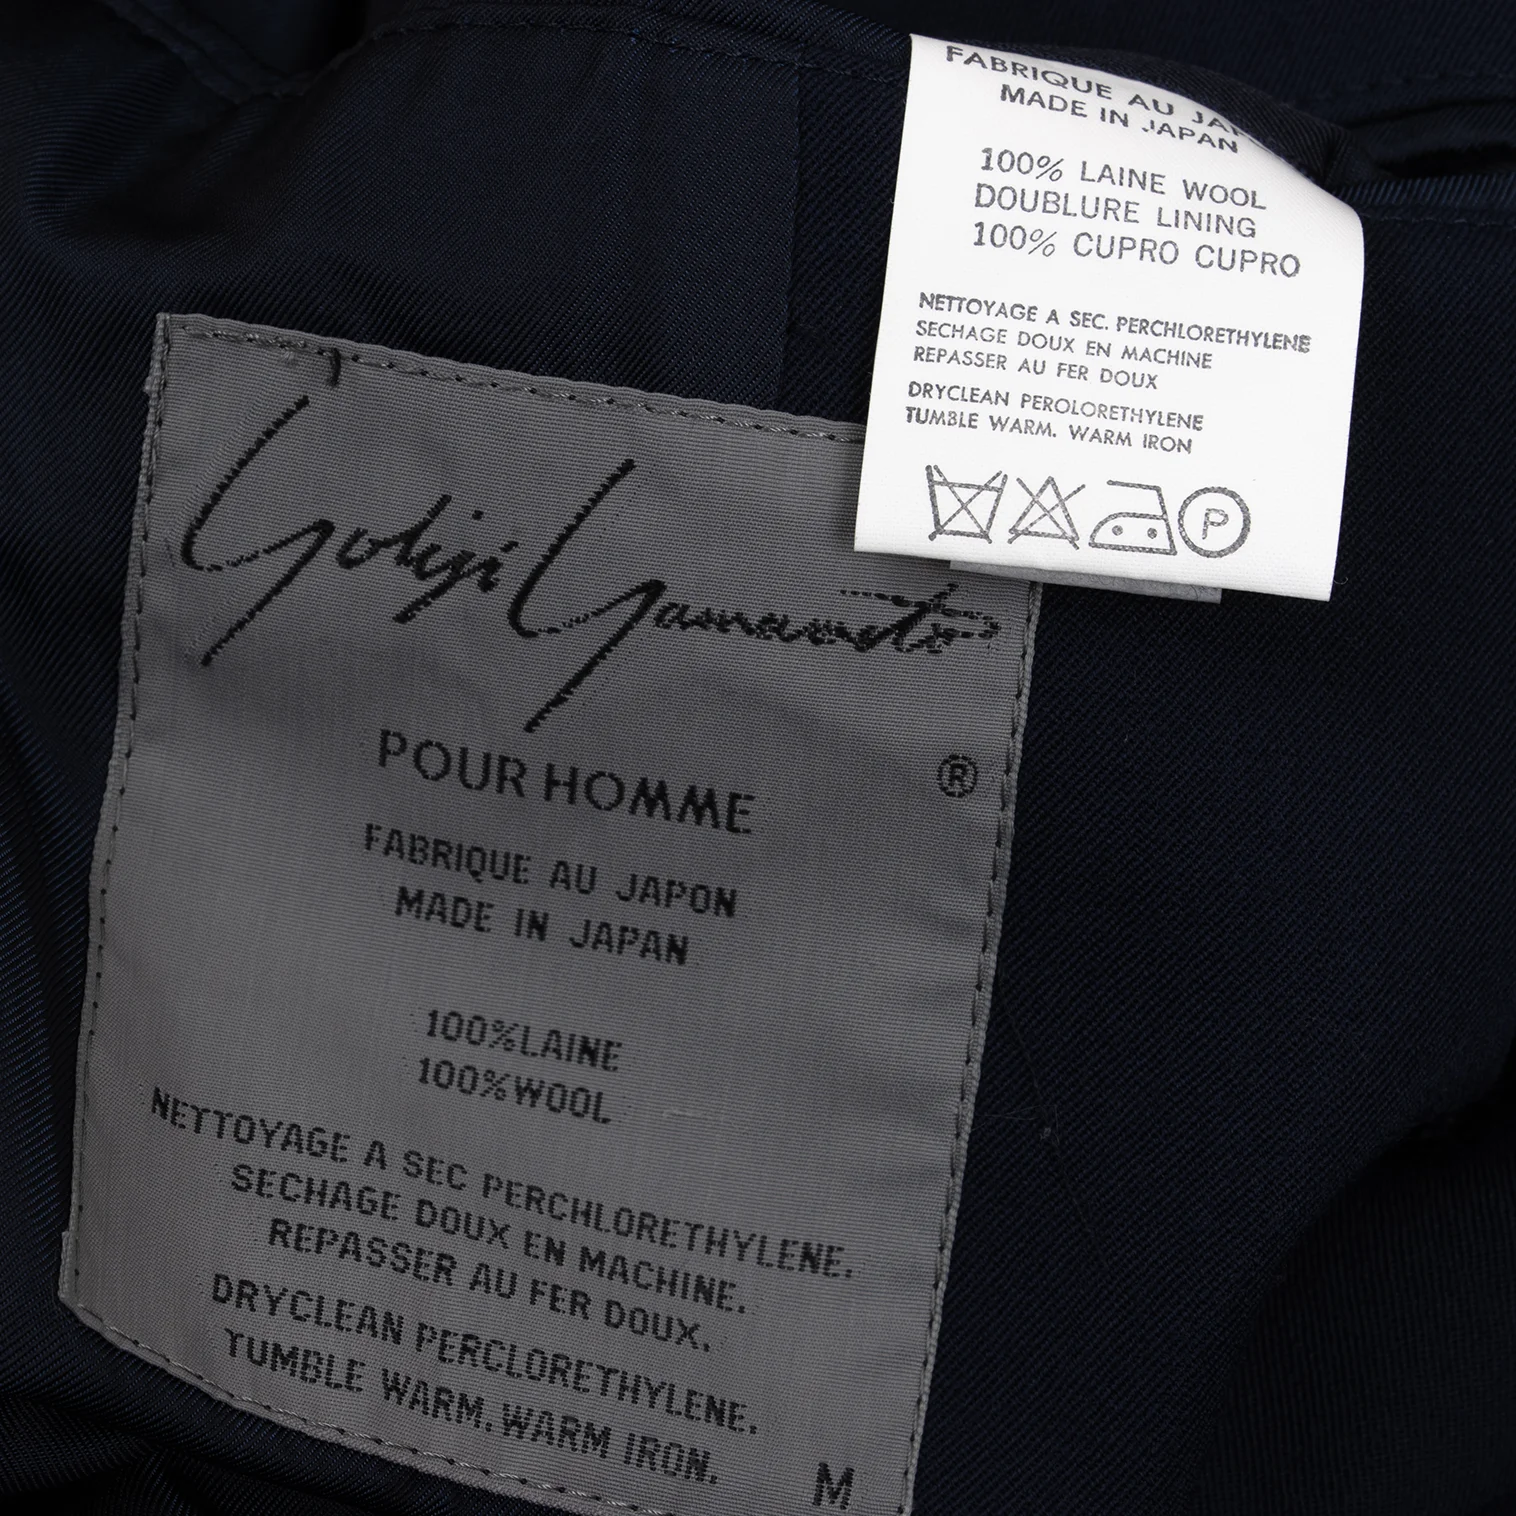 FABRIQUE AU
MADE IN JAPAN
100% LAINE WOOL
DOUBLURE LINING
100% CUPRO CUPRO
NETTOYAGE A SEC. PERCHLORETHYLENE
SECHAGE DOUX EN MACHINE
REPASSER AU FER DOUX
DRYCLEAN PEROLORETHYLENE
TUMBLE WARM. WARM IRON
P
Yohji Yamamoto
POUR HOMME ®
FABRIQUE AU JAPON
MADE IN JAPAN
100%LAINE
100%WOOL
NETTOYAGE A SEC PERCHLORETHYLENE.
SECHAGE DOUX EN MACHINE.
REPASSER AU FER DOUX.
DRYCLEAN PERCLORETHYLENE.
TUMBLE WARM. WARM IRON.
M